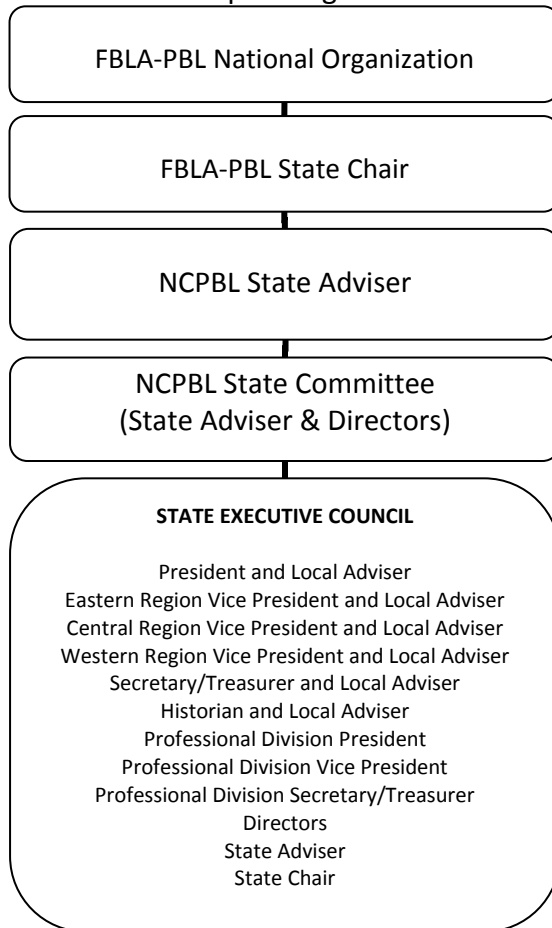 FBLA-PBL National Organization
FBLA-PBL State Chair
NCPBL State Adviser
NCPBL State Committee
(State Adviser & Directors)
STATE EXECUTIVE COUNCIL
President and Local Adviser
Eastern Region Vice President and Local Adviser
Central Region Vice President and Local Adviser
Western Region Vice President and Local Adviser
Secretary/Treasurer and Local Adviser
Historian and Local Adviser
Professional Division President
Professional Division Vice President
Professional Division Secretary/Treasurer
Directors
State Adviser
State Chair